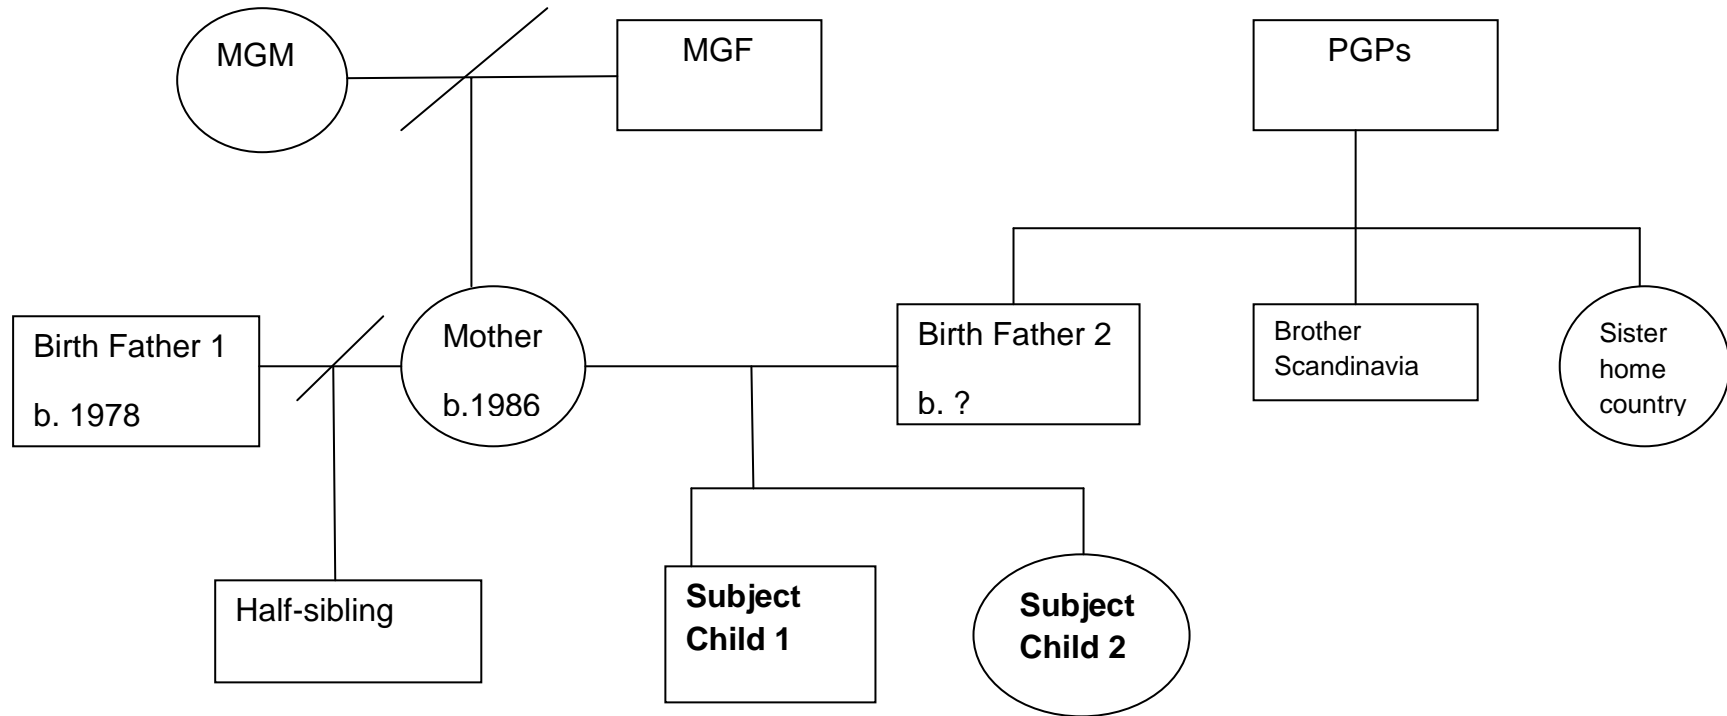 MGM
MGF
PGPs
Birth Father 1
b. 1978
Mother
b.1986
Birth Father 2
b. ?
Brother
Scandinavia
Sister
home
country
Half-sibling
Subject
Child 1
Subject
Child 2